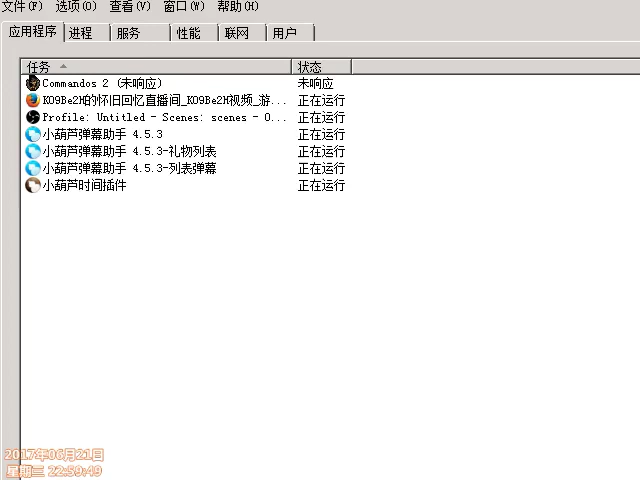 文件(F) 选项(O) 查看(V) 窗口(W) 帮助(H)
应用程序 进程 服务 性能 联网 用户
任务 状态
Commandos 2 (未响应) 未响应
KO9Be2M的怀旧回忆直播间_KO9Be2M视频_游... 正在运行
Profile: Untitled - Scenes: scenes - O... 正在运行
小葫芦弹幕助手 4.5.3 正在运行
小葫芦弹幕助手 4.5.3-礼物列表 正在运行
小葫芦弹幕助手 4.5.3-列表弹幕 正在运行
小葫芦时间插件 正在运行
2017年06月21日
星期三 22:59:49